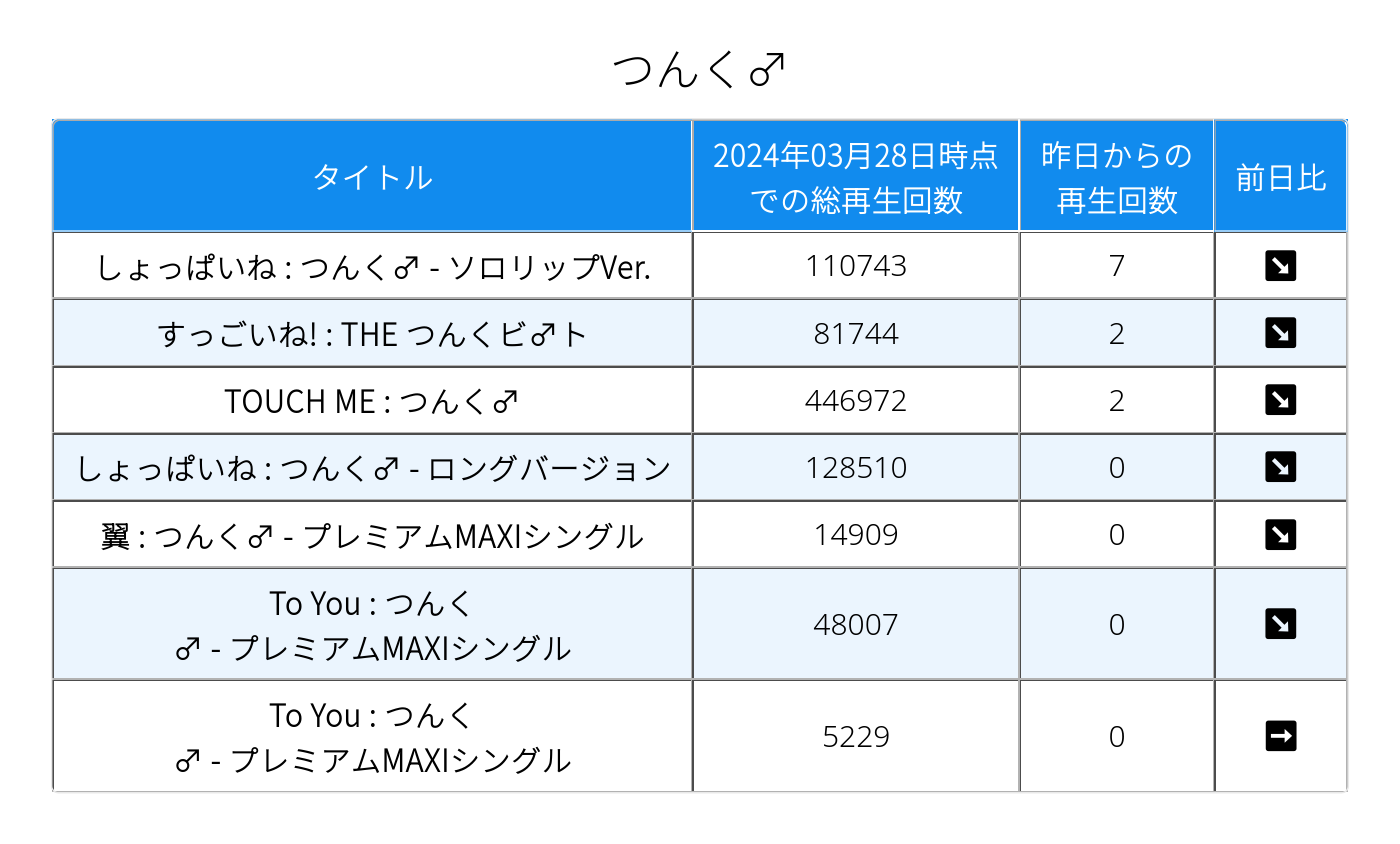 つんく♂
タイトル
2024年03月28日時点
での総再生回数
昨日からの
再生回数
前日比
しょっぱいね : つんく♂ - ソロリップVer.
110743
7
↘
すっごいね! : THE つんくビ♂ト
81744
2
↘
TOUCH ME : つんく♂
446972
2
↘
しょっぱいね : つんく♂ - ロングバージョン
128510
0
↘
翼 : つんく♂ - プレミアムMAXIシングル
14909
0
↘
To You : つんく
♂ - プレミアムMAXIシングル
48007
0
↘
To You : つんく
♂ - プレミアムMAXIシングル
5229
0
→